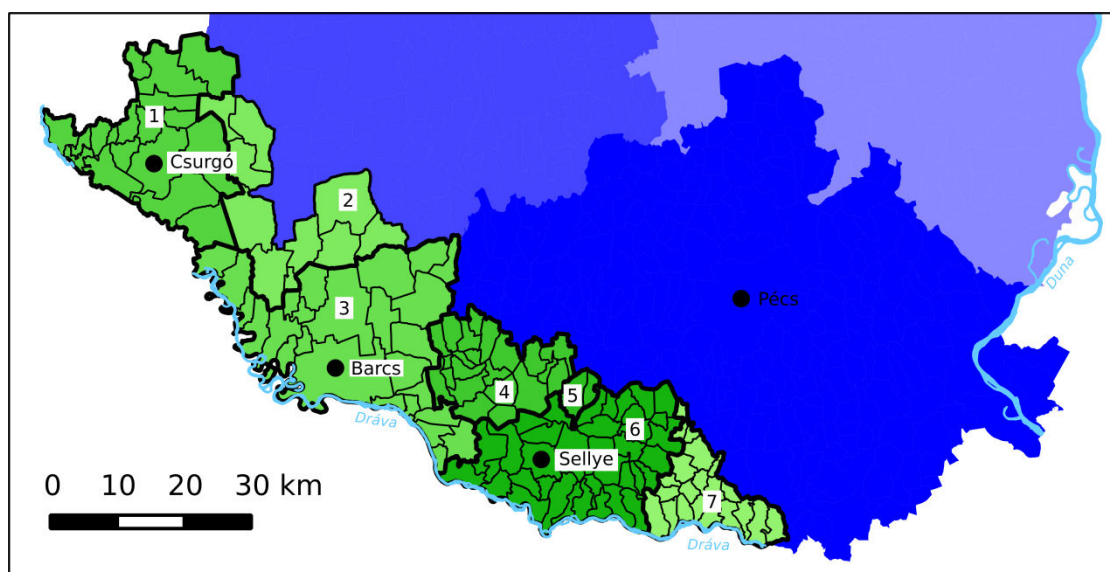 1
Csurgó
2
Duna
3
Pécs
Barcs
4
5
Dráva
6
Sellye
0 10 20 30 km
7
Dráva